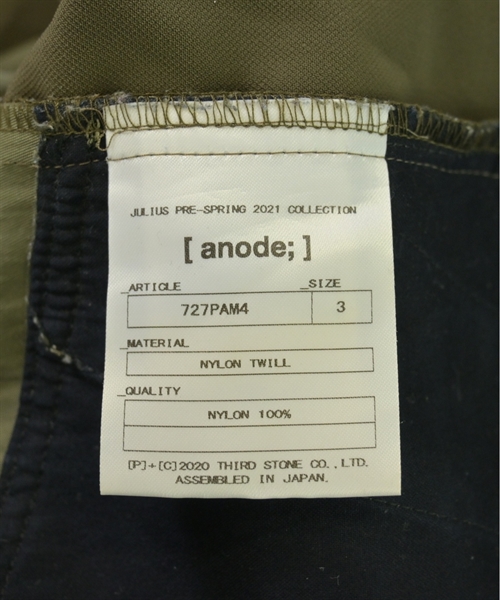 JULIUS PRE-SPRING 2021 COLLECTION
[ anode; ]
_ARTICLE _SIZE
727PAM4 3
_MATERIAL
NYLON TWILL
_QUALITY
NYLON 100%
[P]+[C]2020 THIRD STONE CO.,LTD.
ASSEMBLED IN JAPAN.